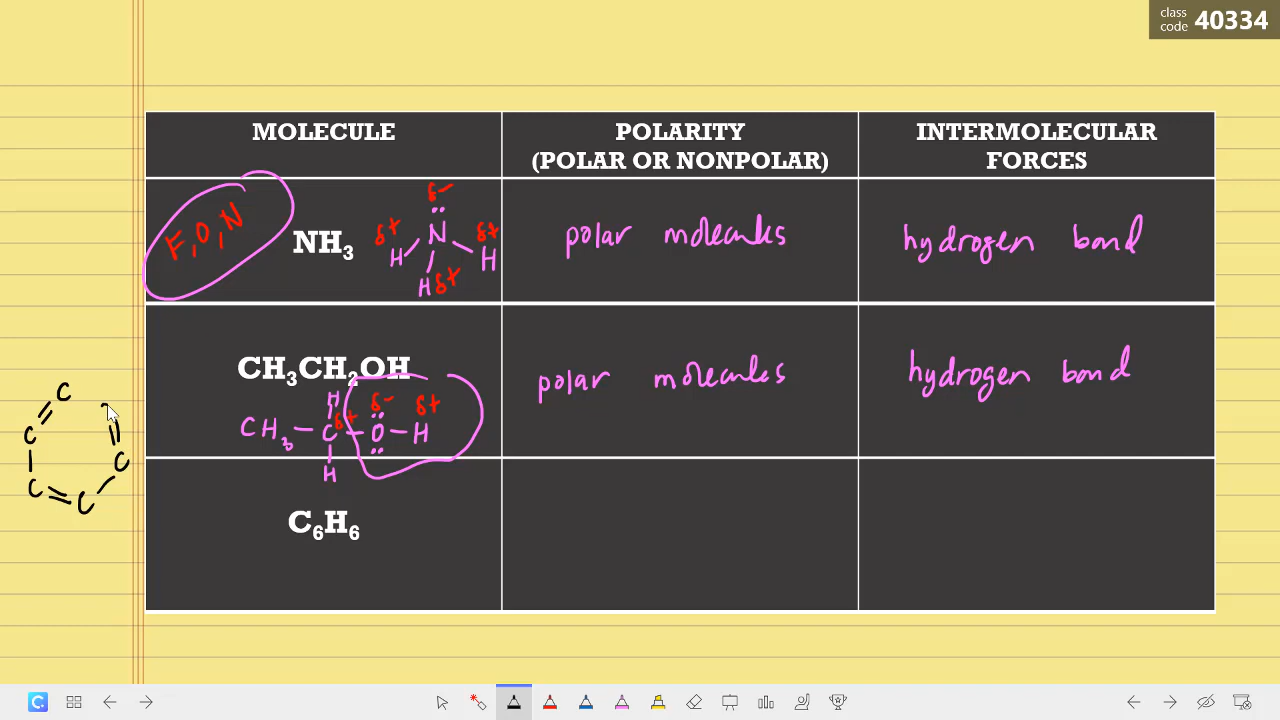 class
code 40334
MOLECULE
POLARITY
(POLAR OR NONPOLAR)
INTERMOLECULAR
FORCES
F, O, N
NH₃
δ-
δ+ N δ+
H H
H δ+
polar molecules
hydrogen bond
CH₃CH₂OH
H δ- δ+
δ+
CH₃ - C - O - H
H
polar molecules
hydrogen bond
C
C
C
C C
C₆H₆